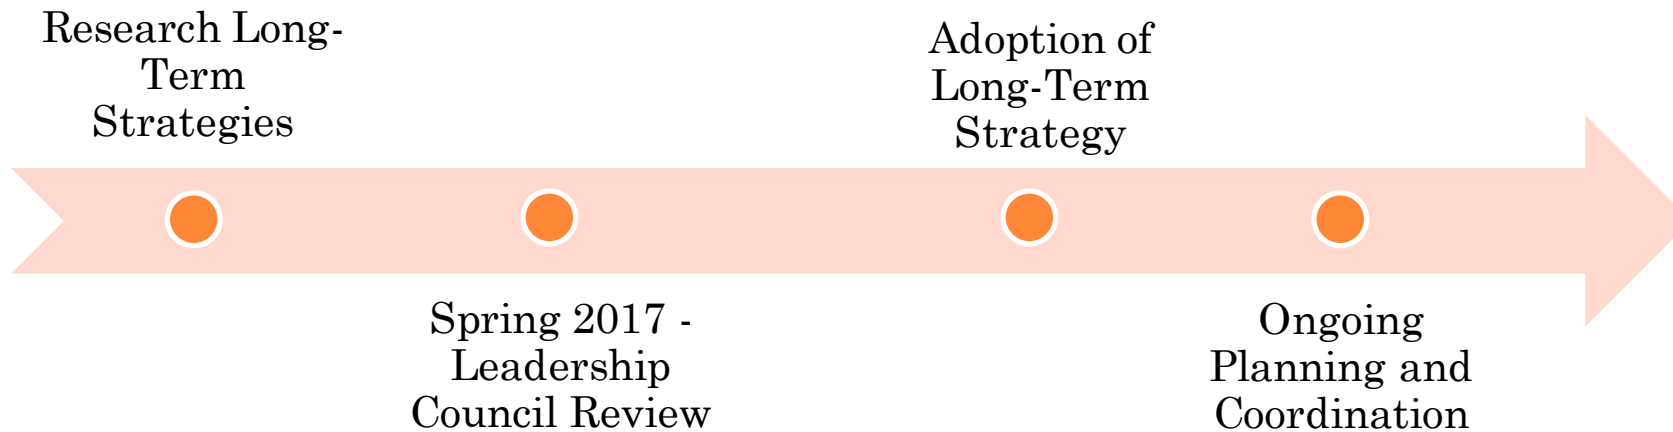 Research Long-
Term
Strategies
Spring 2017 -
Leadership
Council Review
Adoption of
Long-Term
Strategy
Ongoing
Planning and
Coordination